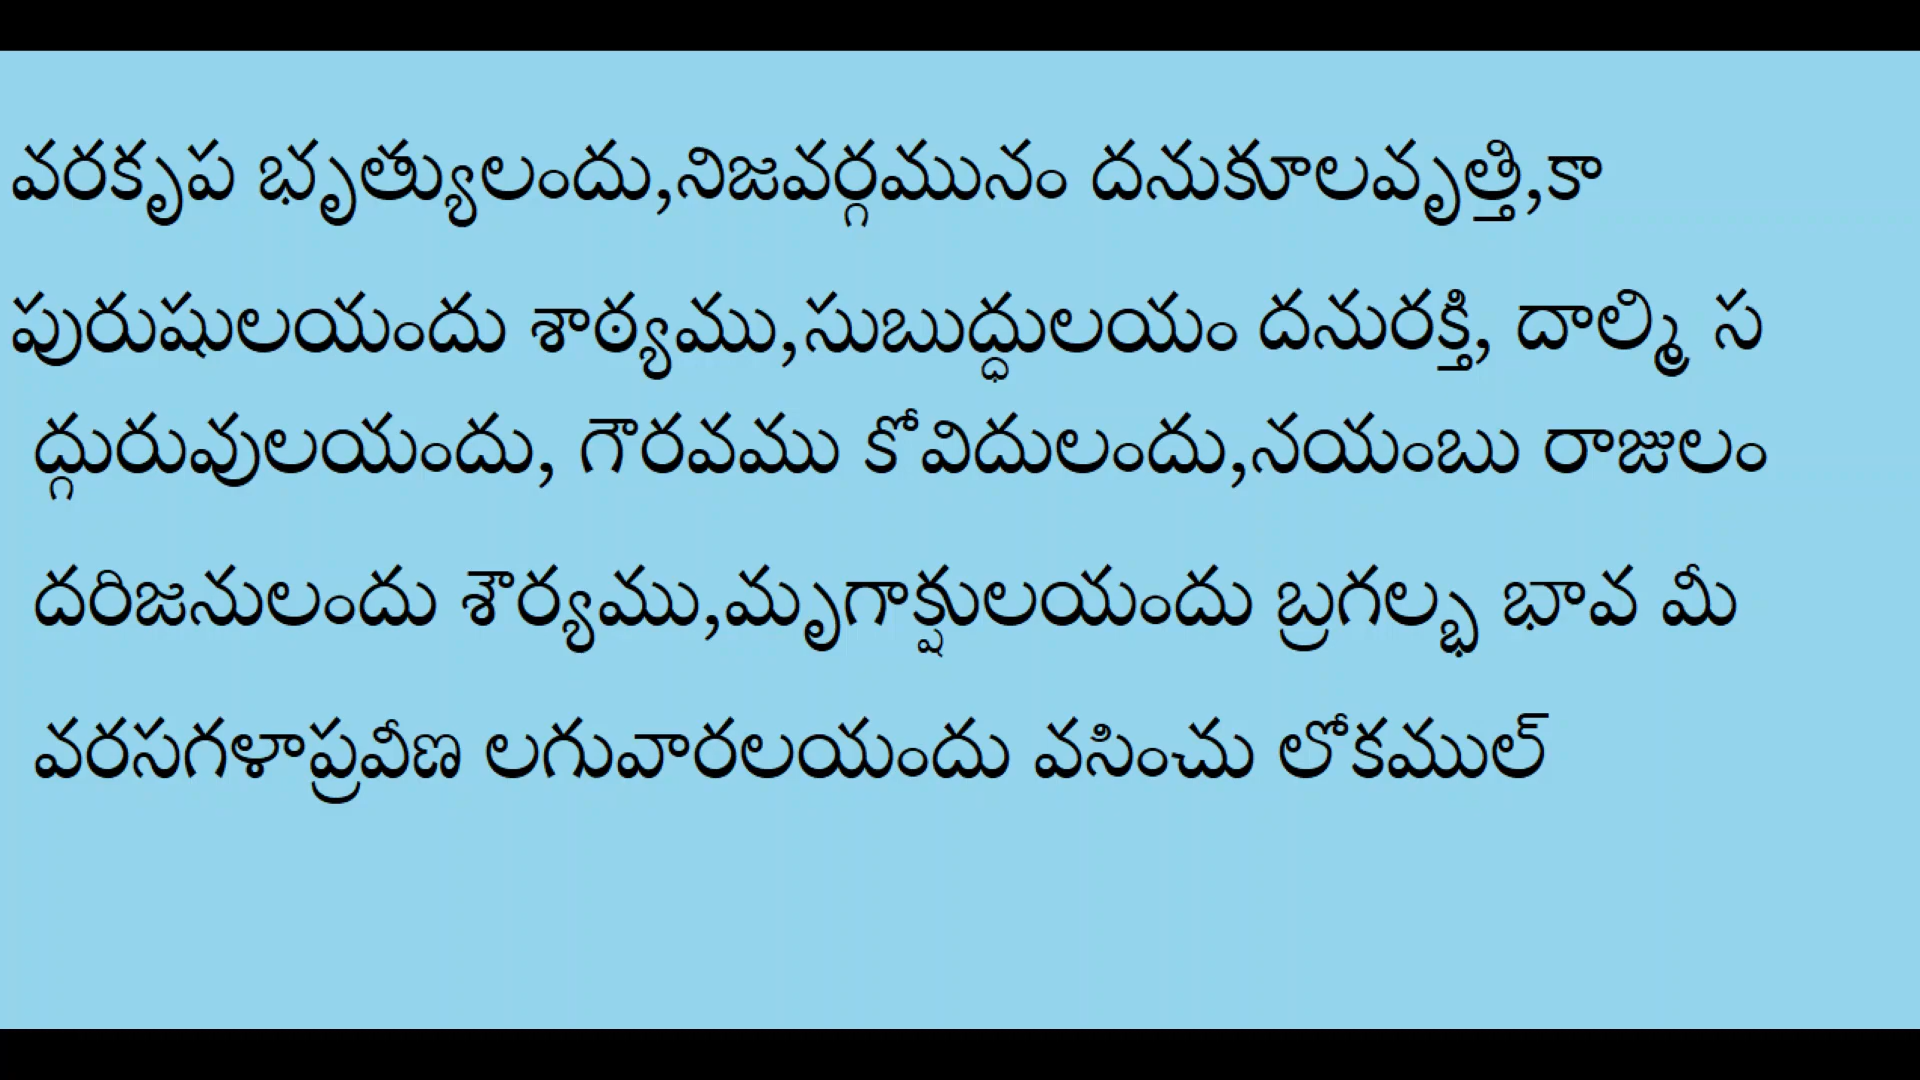 వరకృప భృత్యులందు,నిజవర్గమునం దనుకూలవృత్తి,కా
పురుషులయందు శాఠ్యము,సుబుద్ధులయం దనురక్తి, దాల్మి స
ద్గురువులయందు, గౌరవము కోవిదులందు,నయంబు రాజులం
దరిజనులందు శౌర్యము,మృగాక్షులయందు బ్రగల్భ భావ మీ
వరసగళాప్రవీణ లగువారలయందు వసించు లోకముల్